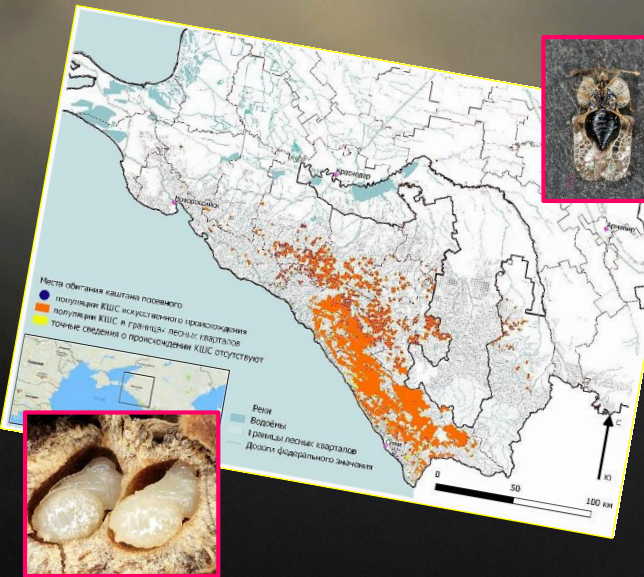 Краснодар
Новороссийск
Армавир
Места обитания каштана посевного
популяции КШС искусственного происхождения
популяции КШС в границах лесных кварталов
точные сведения о происхождении КШС отсутствуют
Реки
Водоёмы
Границы лесных кварталов
Дороги федерального значения
Сочи
С
Ю
0 50 100 км